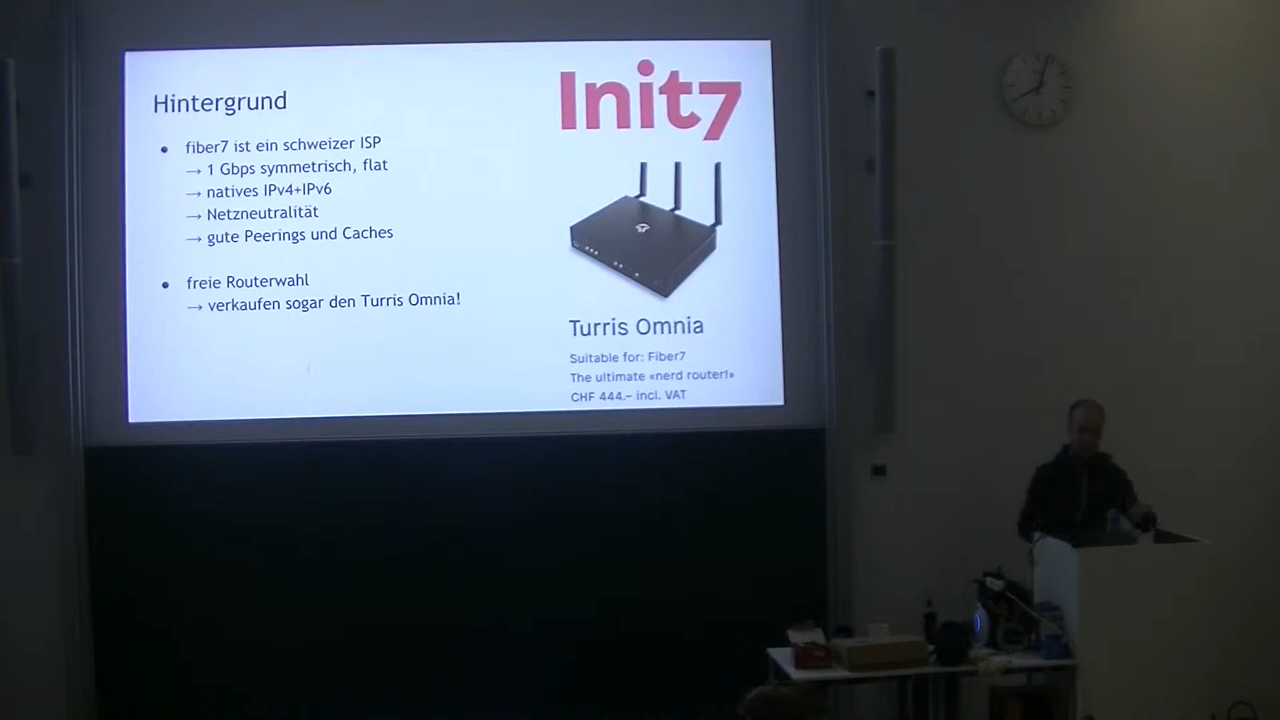 Hintergrund
• fiber7 ist ein schweizer ISP
→ 1 Gbps symmetrisch, flat
→ natives IPv4+IPv6
→ Netzneutralität
→ gute Peerings und Caches
• freie Routerwahl
→ verkaufen sogar den Turris Omnia!
Init7
Turris Omnia
Suitable for: Fiber7
The ultimate «nerd router!»
CHF 444.– incl. VAT